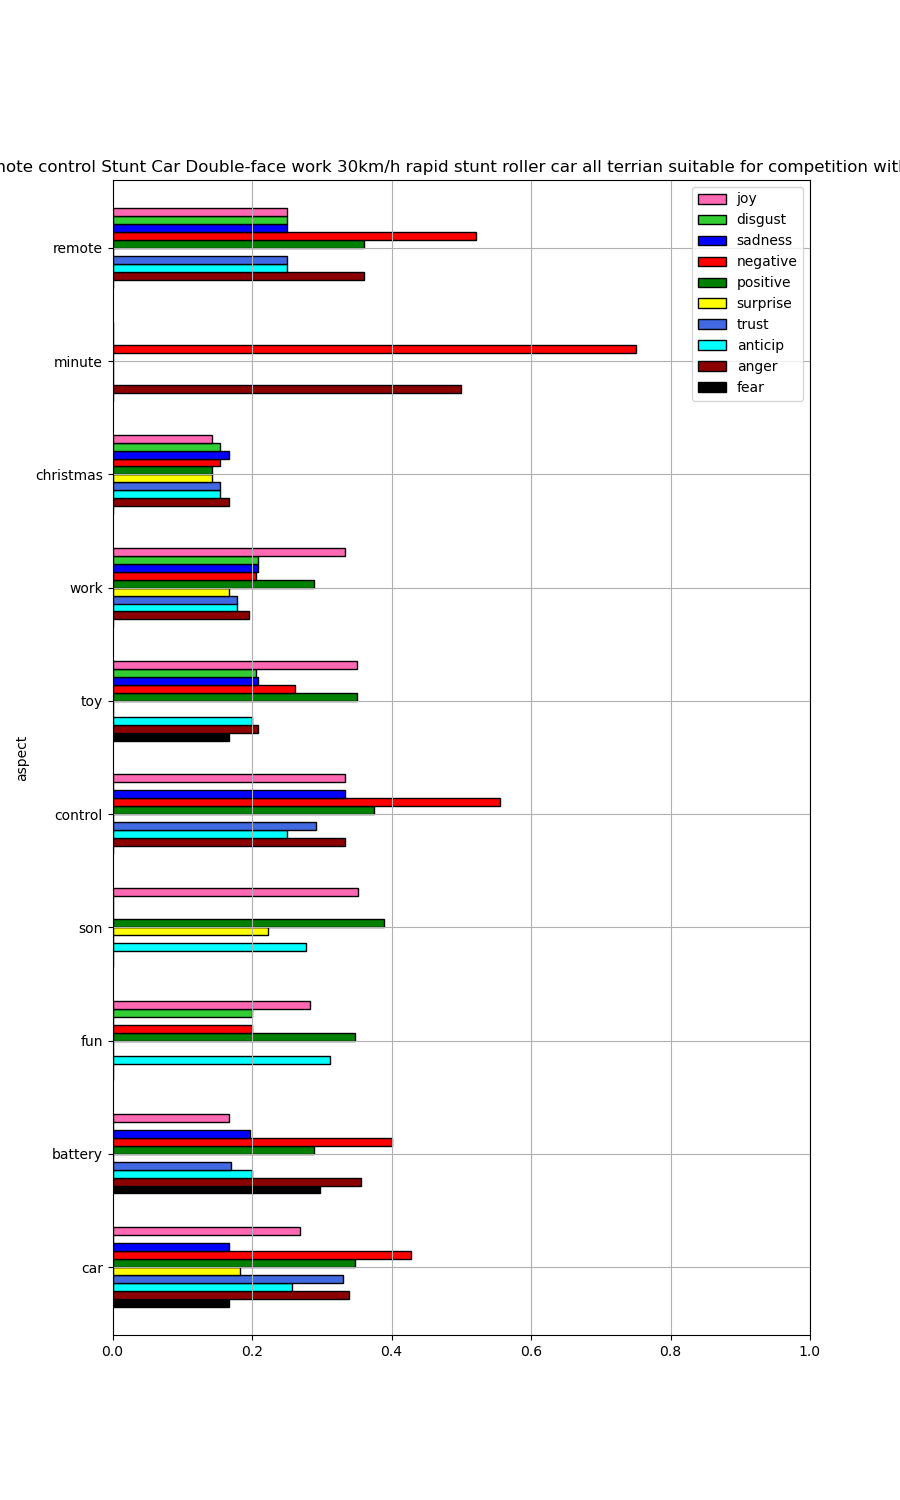 control Stunt Car Double-face work 30km/h rapid stunt roller car all terrian suitable for competition
joy
disgust
sadness
negative
positive
surprise
trust
anticip
anger
fear
remote
minute
christmas
work
toy
control
son
fun
battery
car
aspect
0.0 0.2 0.4 0.6 0.8 1.0